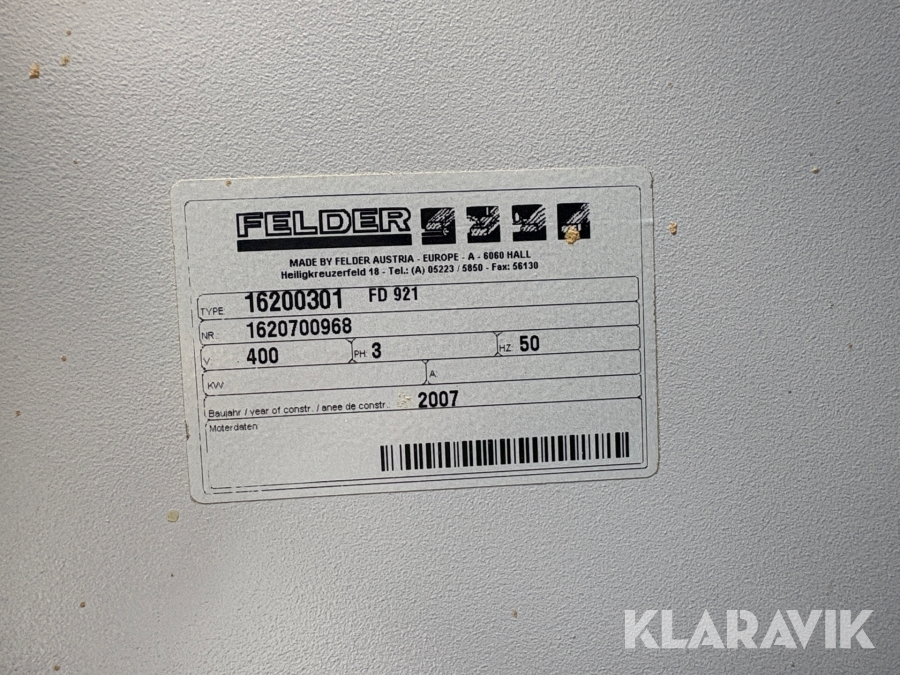 FELDER
MADE BY FELDER AUSTRIA - EUROPE - A - 6060 HALL
Heiligkreuzerfeld 18 - Tel.: (A) 05223 / 5850 - Fax: 56130
TYPE: 16200301 FD 921
NR.: 1620700968
V: 400 PH: 3 HZ: 50
KW: A:
Baujahr / year of constr. / anee de constr.: 2007
Moterdaten:
KLARAVIK